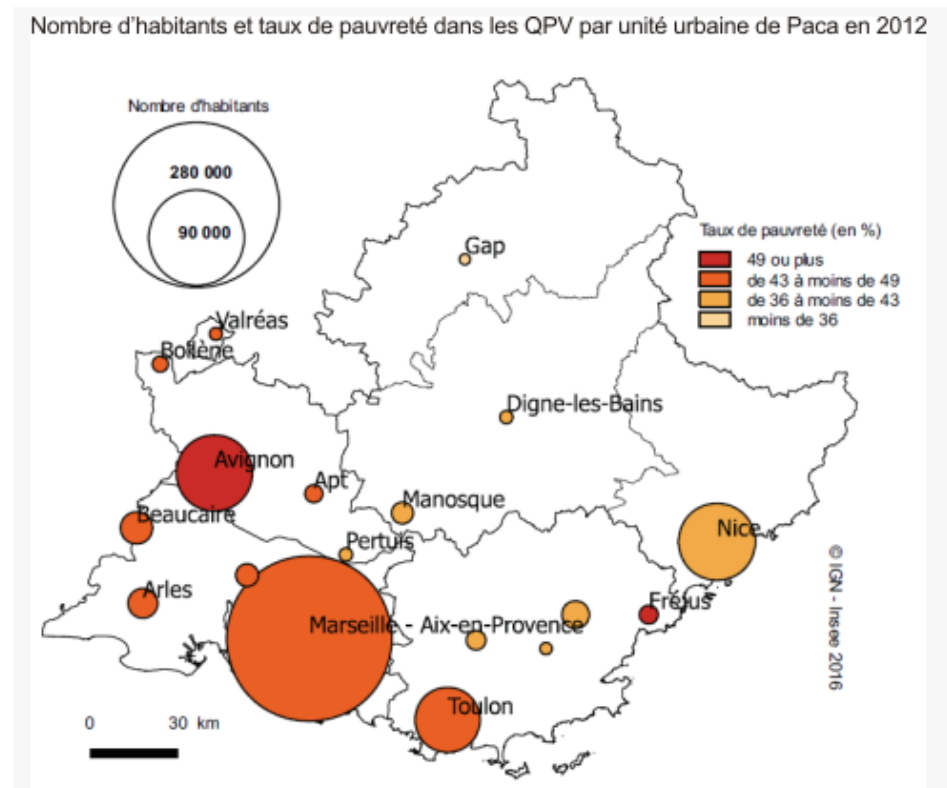 Nombre d'habitants et taux de pauvreté dans les QPV par unité urbaine de Paca en 2012
Nombre d'habitants
280 000
90 000
Taux de pauvreté (en %)
49 ou plus
de 43 à moins de 49
de 36 à moins de 43
moins de 36
Gap
Valréas
Bollène
Digne-les-Bains
Avignon
Apt
Manosque
Beaucaire
Nice
Pertuis
Arles
Fréjus
Marseille - Aix-en-Provence
Toulon
0 30 km
© IGN - Insee 2016